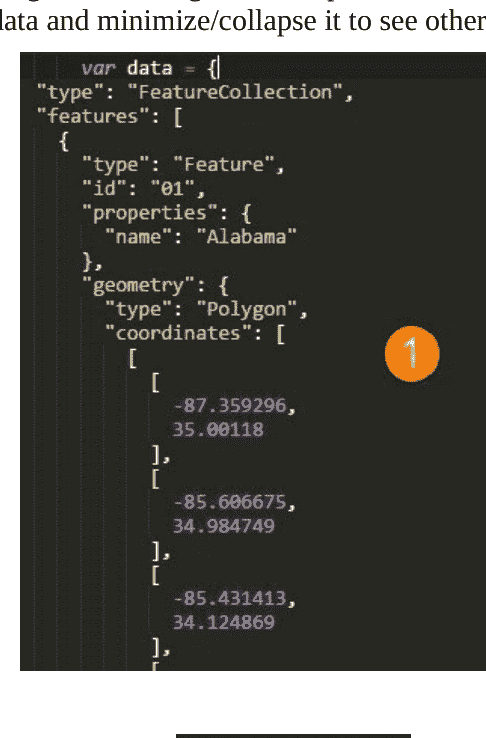 data and minimize/collapse it to see other
var data = {
"type": "FeatureCollection",
"features": [
{
"type": "Feature",
"id": "01",
"properties": {
"name": "Alabama"
},
"geometry": {
"type": "Polygon",
"coordinates": [
[
[
-87.359296,
35.00118
],
[
-85.606675,
34.984749
],
[
-85.431413,
34.124869
],
[
1